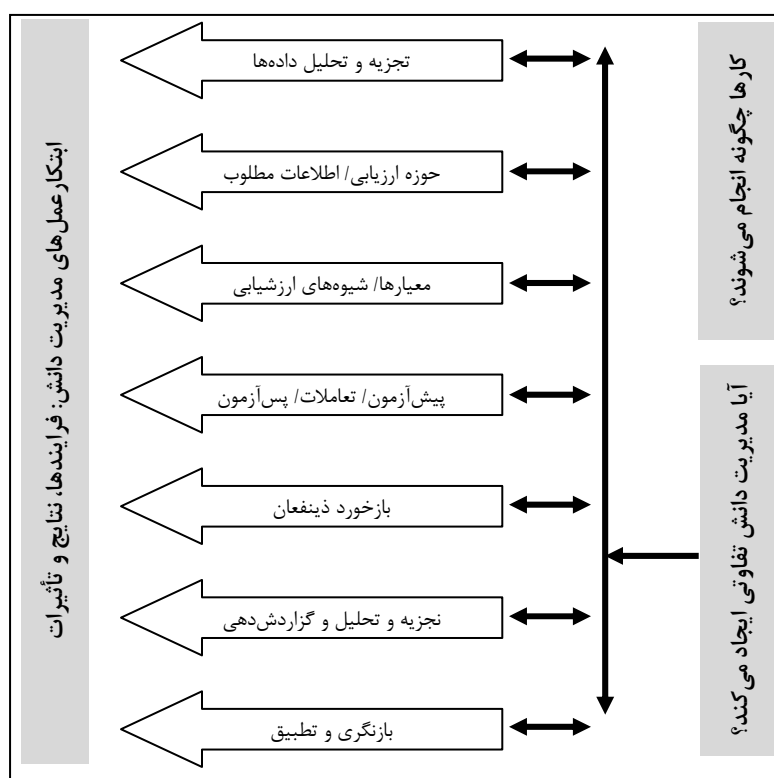 کارها چگونه انجام می‌شوند؟
آیا مدیریت دانش تفاوتی ایجاد می‌کند؟
تجزیه و تحلیل داده‌ها
حوزه ارزیابی/ اطلاعات مطلوب
معیارها/ شیوه‌های ارزشیابی
پیش‌آزمون/ تعاملات/ پس‌آزمون
بازخورد ذینفعان
نجزیه و تحلیل و گزاردش‌دهی
بازنگری و تطبیق
ابتکارعمل‌های مدیریت دانش: فرایندها، نتایج و تأثیرات